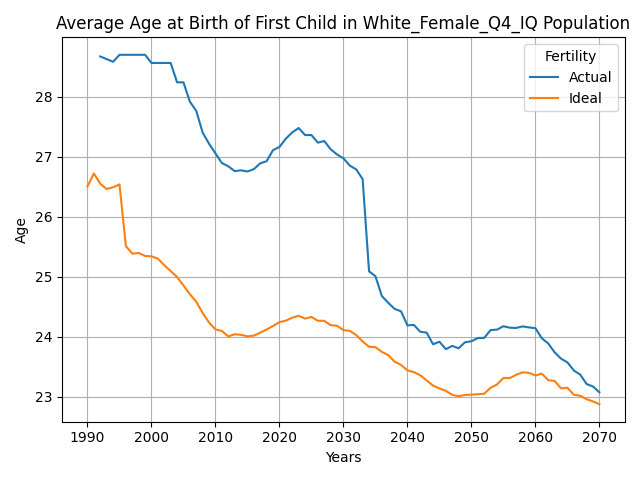 Average Age at Birth of First Child in White_Female_Q4_IQ Population
Fertility
Actual
Ideal
Age
28
27
26
25
24
23
1990 2000 2010 2020 2030 2040 2050 2060 2070
Years